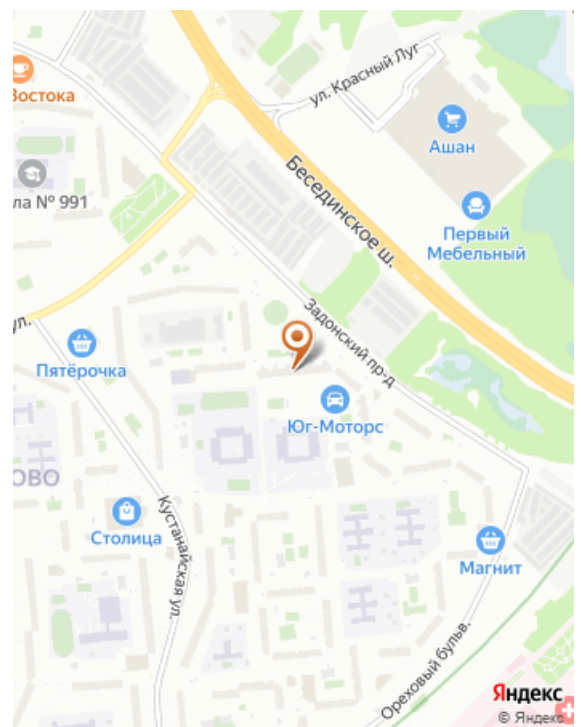 Востока
ул. Красный Луг
Ашан
ла № 991
Бесединское ш.
Первый
Мебельный
Задонский пр-д
ул.
Пятёрочка
Юг-Моторс
ОВО
Столица
Кустанайская ул.
Магнит
Ореховый бульв.
Яндекс
© Яндекс